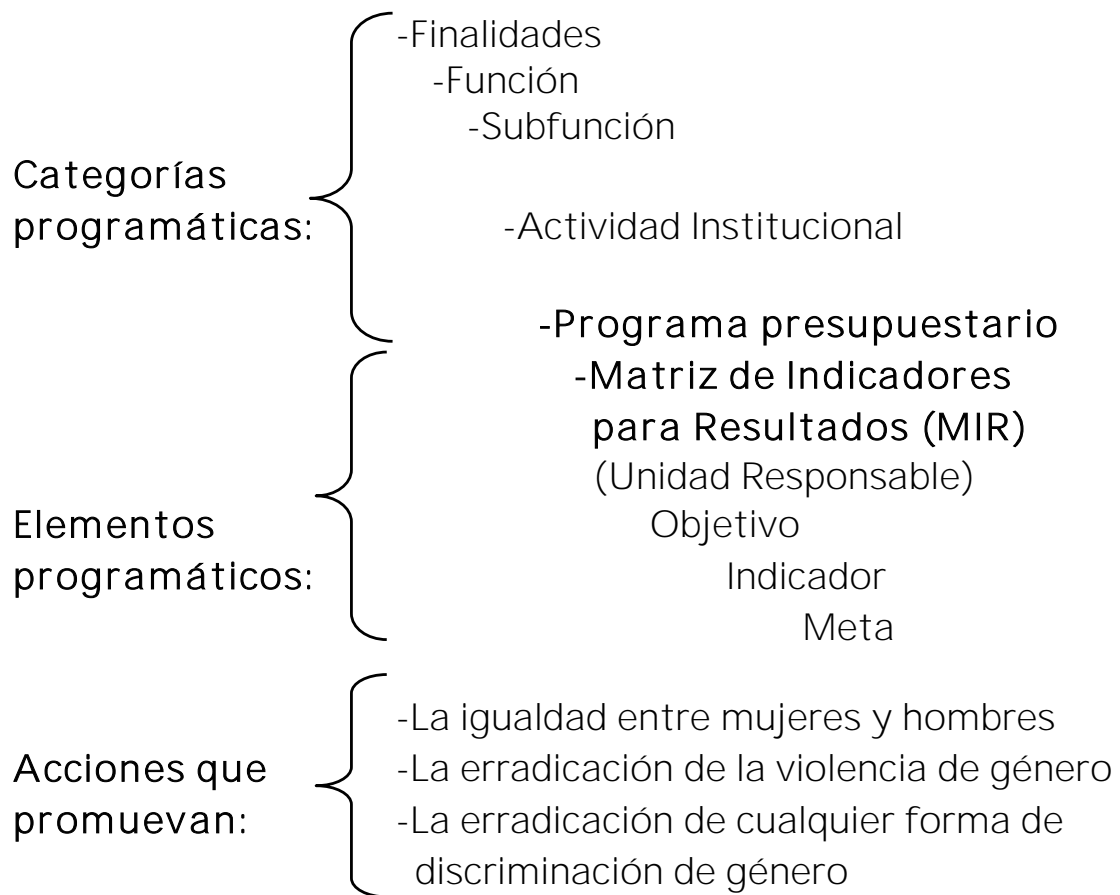 -Finalidades
-Función
-Subfunción
Categorías
programáticas:
-Actividad Institucional
-Programa presupuestario
-Matriz de Indicadores
para Resultados (MIR)
(Unidad Responsable)
Elementos
programáticos:
Objetivo
Indicador
Meta
Acciones que
promuevan:
-La igualdad entre mujeres y hombres
-La erradicación de la violencia de género
-La erradicación de cualquier forma de
discriminación de género